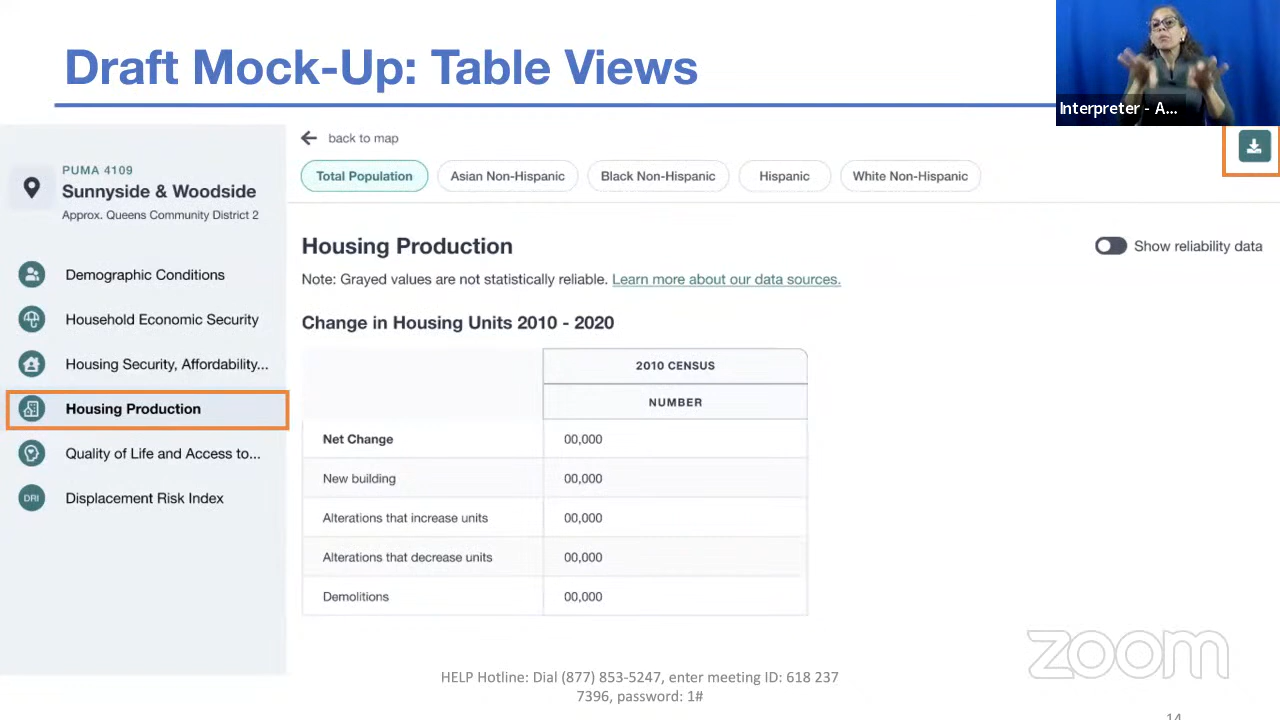 Draft Mock-Up: Table Views
Interpreter - A...
PUMA 4109
Sunnyside & Woodside
Approx. Queens Community District 2
Demographic Conditions
Household Economic Security
Housing Security, Affordability...
Housing Production
Quality of Life and Access to...
DRI
Displacement Risk Index
back to map
Total Population
Asian Non-Hispanic
Black Non-Hispanic
Hispanic
White Non-Hispanic
Housing Production
Show reliability data
Note: Grayed values are not statistically reliable. Learn more about our data sources.
Change in Housing Units 2010 - 2020
2010 CENSUS
NUMBER
Net Change 00,000
New building 00,000
Alterations that increase units 00,000
Alterations that decrease units 00,000
Demolitions 00,000
zoom
HELP Hotline: Dial (877) 853-5247, enter meeting ID: 618 237
7396, password: 1#
14